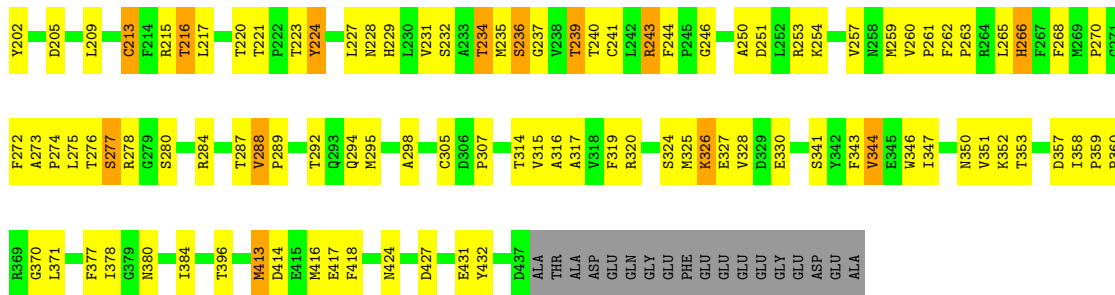 Y202 D205 L209 C213 F214 R215 T216 L217 T220 T221 P222 T223 Y224 L227 N228 H229 L230 V231 S232 A233 T234 M235 S236 G237 V238 T239 T240 C241 L242 R243 F244 P245 G246 A250 D251 L252 R253 K254 V257 N258 M259 V260 P261 F262 P263 R264 L265 H266 F267 F268 M269 P270 G271
F272 A273 P274 L275 T276 S277 R278 G279 S280 R284 T287 V288 P289 T292 Q293 Q294 M295 A298 C305 D306 P307 T314 V315 A316 A317 V318 F319 R320 S324 M325 K326 E327 V328 D329 E330 S341 Y342 F343 V344 E345 W346 I347 N350 V351 K352 T353 D357 I358 P359 P360
R369 G370 L371 F377 I378 G379 N380 I384 T396 M413 D414 E415 M416 E417 F418 N424 D427 E431 Y432 D437 ALA THR ALA ASP GLU GLN GLY GLU PHE GLU GLU GLU GLU GLY GLU ASP GLU ALA